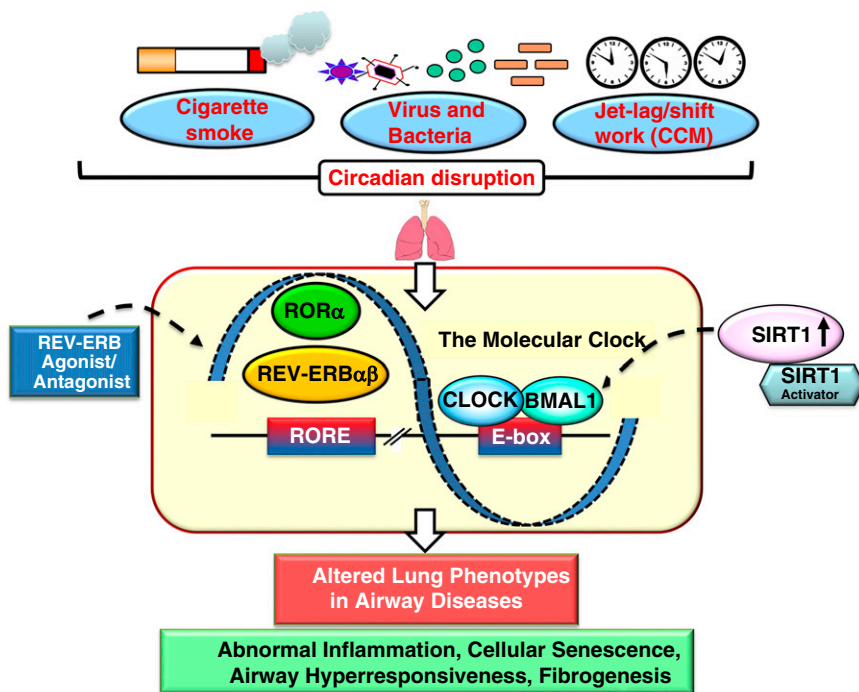 Cigarette
smoke
Virus and
Bacteria
Jet-lag/shift
work (CCM)
Circadian disruption
RORα
The Molecular Clock
REV-ERB
Agonist/
Antagonist
REV-ERBαβ
SIRT1
SIRT1
Activator
CLOCK
BMAL1
RORE
E-box
Altered Lung Phenotypes
in Airway Diseases
Abnormal Inflammation, Cellular Senescence,
Airway Hyperresponsiveness, Fibrogenesis